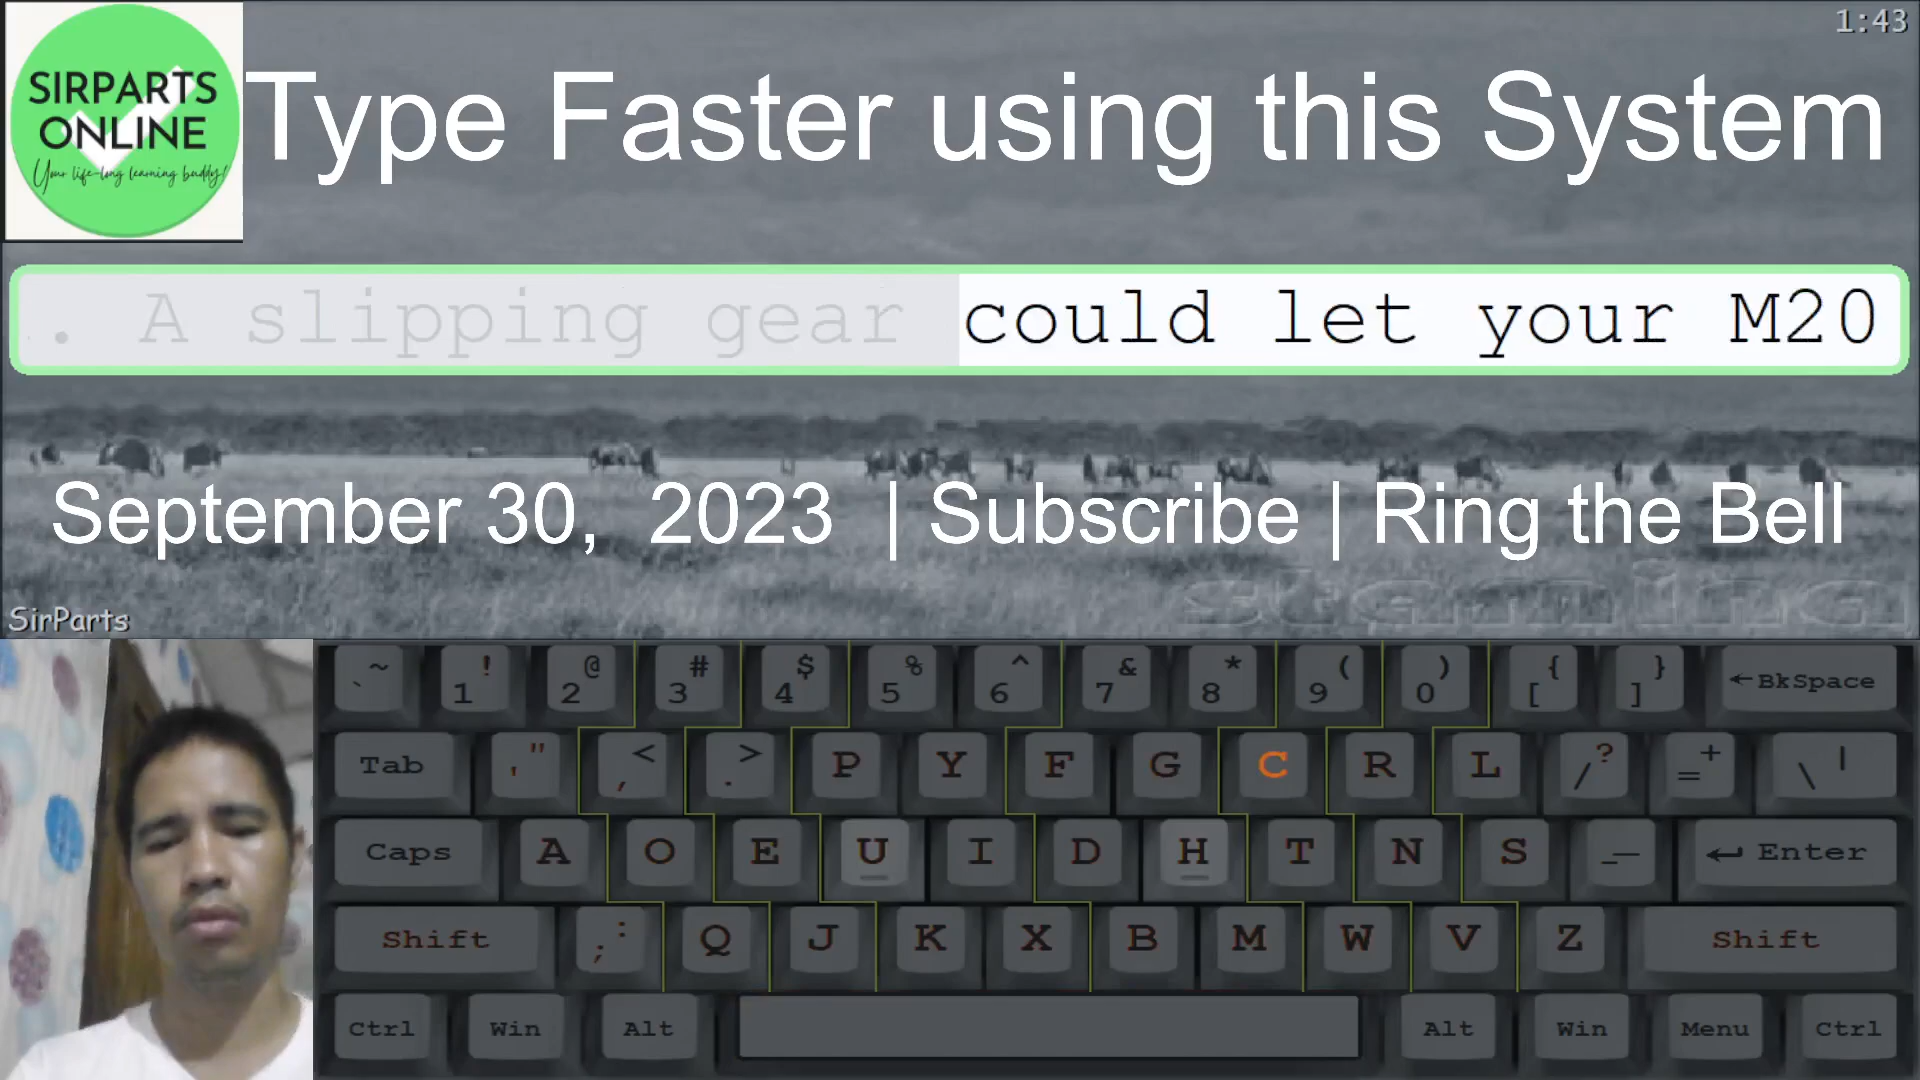 1:43
SIRPARTS
ONLINE
Your life-long learning buddy!
Type Faster using this System
. A slipping gear could let your M20
September 30, 2023 | Subscribe | Ring the Bell
SirParts
~ ` ! 1 @ 2 # 3 $ 4 % 5 ^ 6 & 7 * 8 ( 9 ) 0 { [ } ] ←BkSpace
Tab " ' < , > . P Y F G C R L ? / + = | \
Caps A O E U I D H T N S _ - Enter
Shift : ; Q J K X B M W V Z Shift
Ctrl Win Alt Alt Win Menu Ctrl